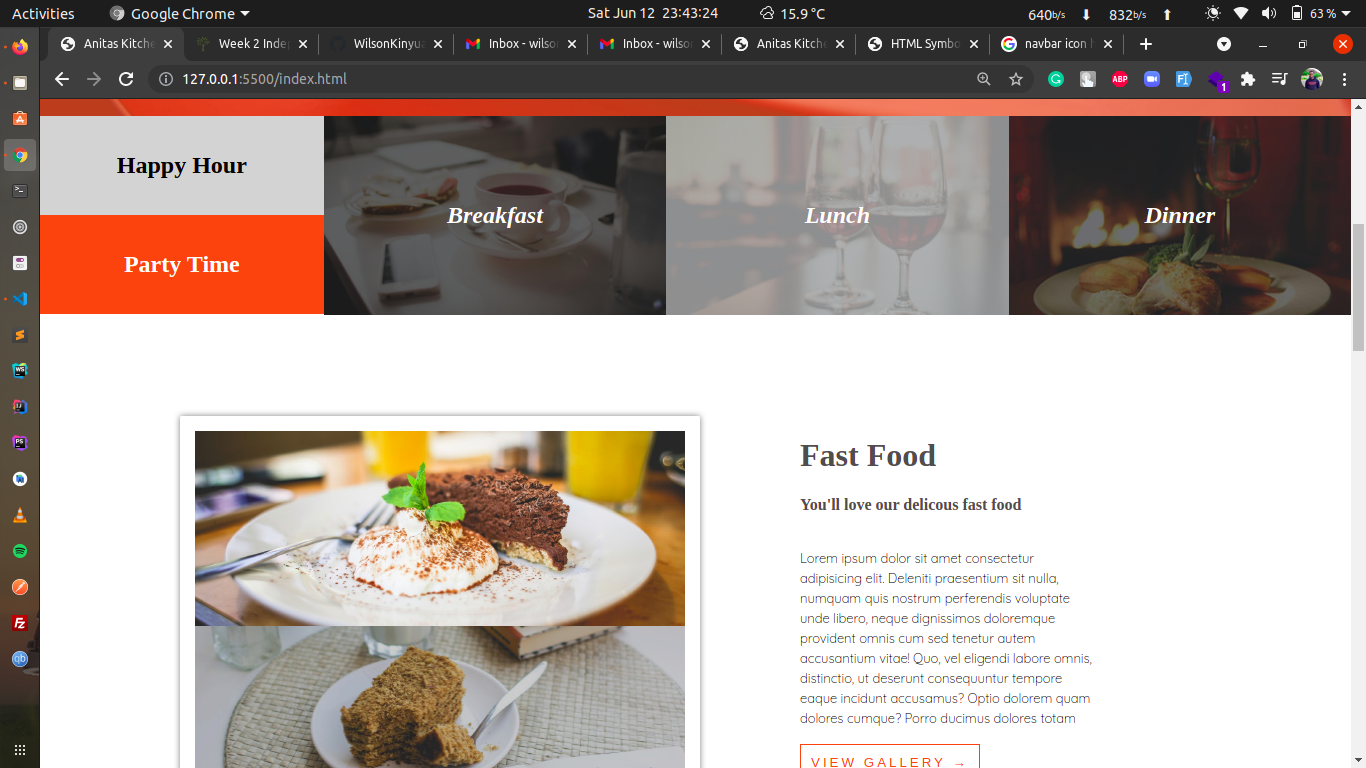 Activities
Google Chrome
Sat Jun 12 23:43:24
15.9 °C
640b/s
832b/s
63 %
Anitas Kitche
Week 2 Inde
WilsonKinyua
Inbox - wilso
Inbox - wilso
Anitas Kitche
HTML Symbo
navbar icon h
127.0.0.1:5500/index.html
ABP
1
Happy Hour
Party Time
Breakfast
Lunch
Dinner
Fast Food
You'll love our delicous fast food
Lorem ipsum dolor sit amet consectetur
adipisicing elit. Deleniti praesentium sit nulla,
numquam quis nostrum perferendis voluptate
unde libero, neque dignissimos doloremque
provident omnis cum sed tenetur autem
accusantium vitae! Quo, vel eligendi labore omnis,
distinctio, ut deserunt consequuntur tempore
eaque incidunt accusamus? Optio dolorem quam
dolores cumque? Porro ducimus dolores totam
VIEW GALLERY →